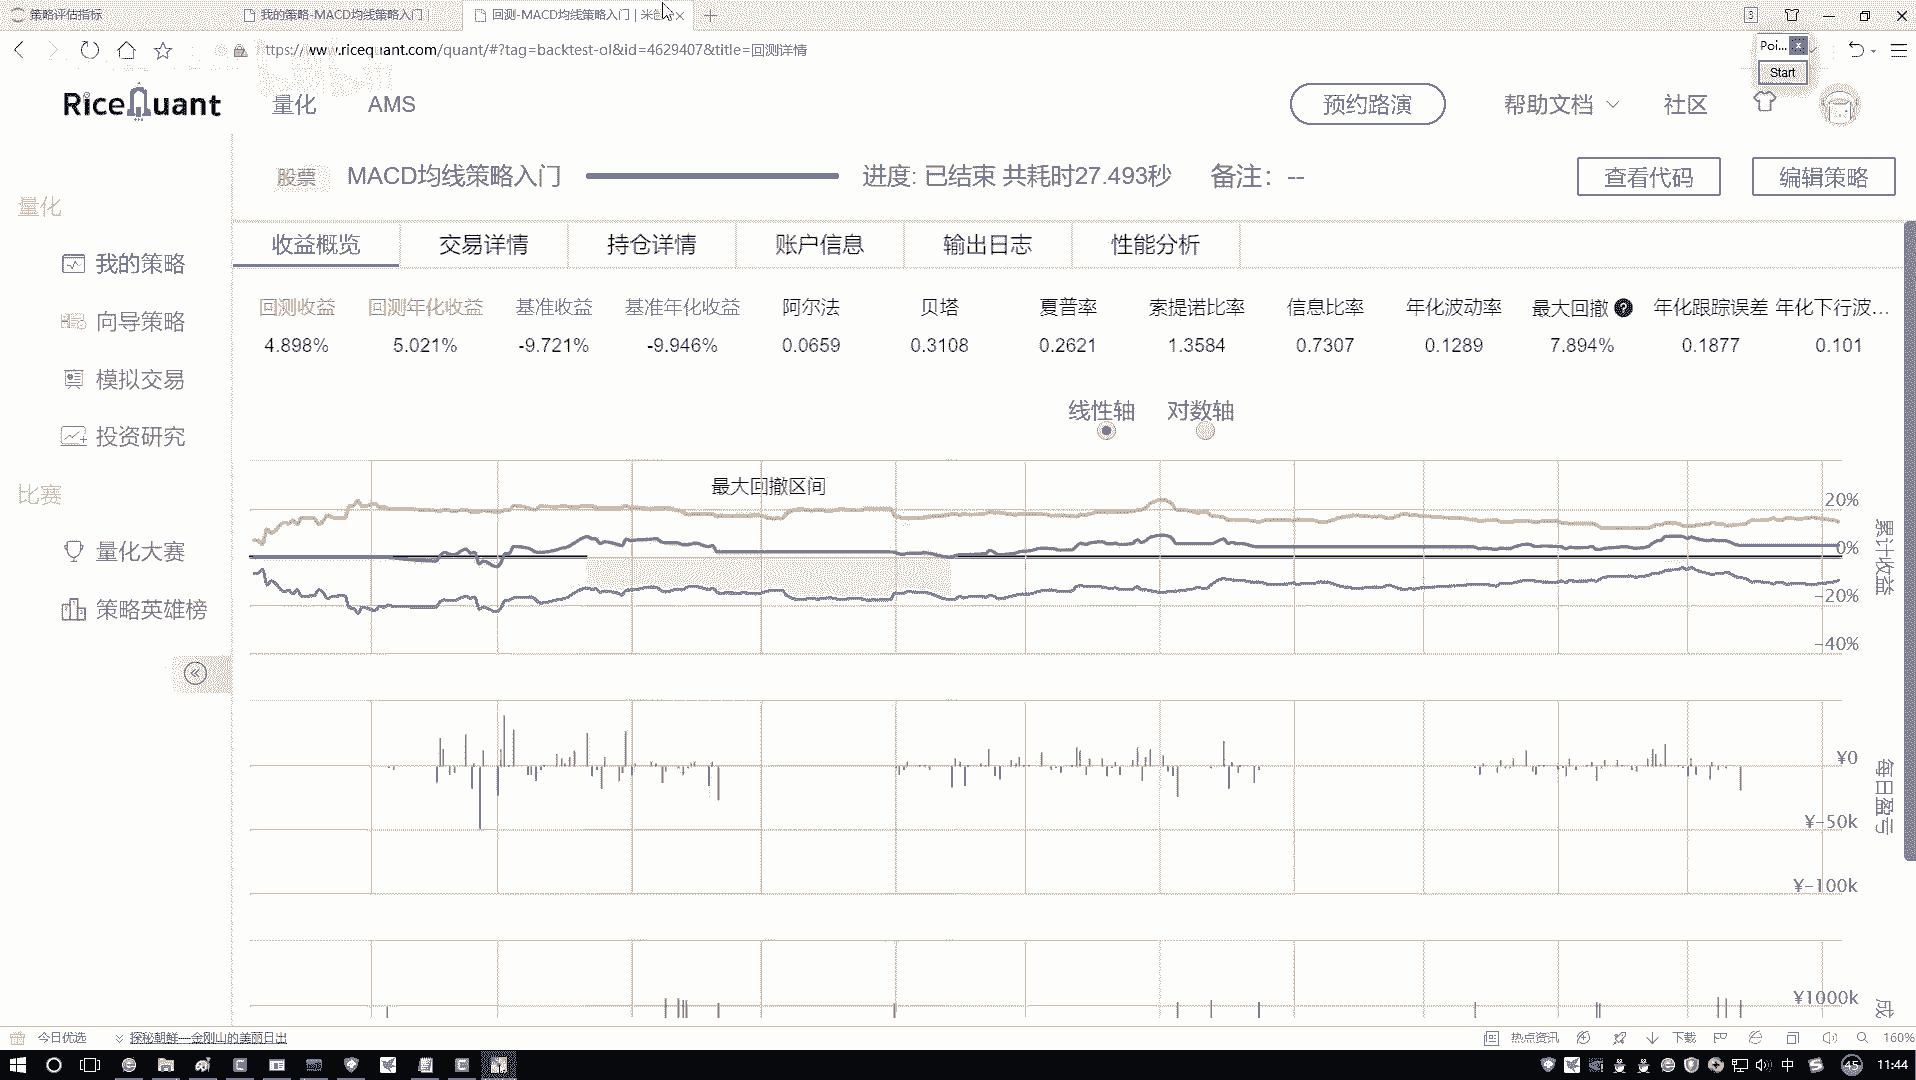 策略评估指标
我的策略-MACD均线策略入门 |
回测-MACD均线策略入门 | 米
3
https://www.ricequant.com/quant/#?tag=backtest-ol&id=4629407&title=回测详情
Poi... x
Start
RiceQuant
量化
AMS
预约路演
帮助文档
社区
股票
MACD均线策略入门
进度: 已结束 共耗时27.493秒
备注：--
查看代码
编辑策略
量化
我的策略
向导策略
模拟交易
投资研究
比赛
量化大赛
策略英雄榜
收益概览
交易详情
持仓详情
账户信息
输出日志
性能分析
回测收益 回测年化收益 基准收益 基准年化收益 阿尔法 贝塔 夏普率 索提诺比率 信息比率 年化波动率 最大回撤 ? 年化跟踪误差 年化下行波...
4.898% 5.021% -9.721% -9.946% 0.0659 0.3108 0.2621 1.3584 0.7307 0.1289 7.894% 0.1877 0.101
线性轴 对数轴
最大回撤区间
20%
0%
-20%
-40%
累计收益
¥0
¥-50k
¥-100k
每日盈亏
¥1000k
今日优选
探秘朝鲜—金刚山的美丽日出
热点资讯
下载
160%
中
45
11:44